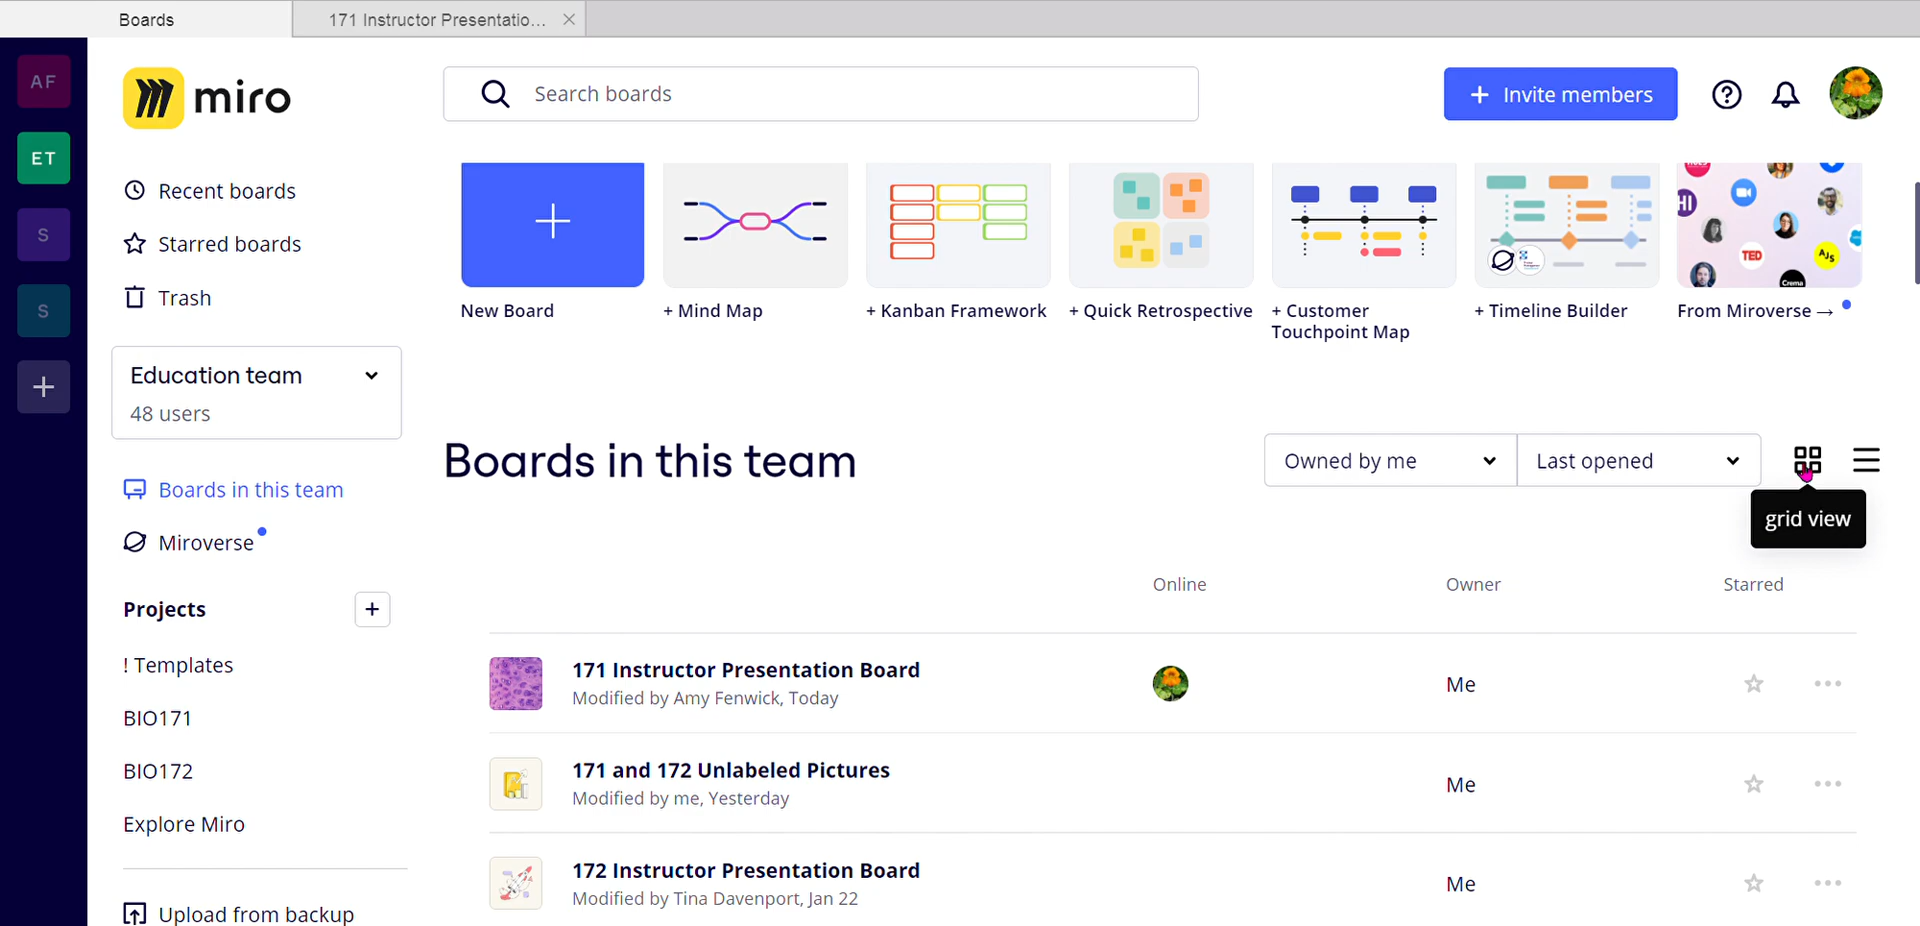 Boards
171 Instructor Presentatio...
AF
ET
S
S
miro
Search boards
Invite members
Recent boards
Starred boards
Trash
Education team
48 users
Boards in this team
Miroverse
Projects
! Templates
BIO171
BIO172
Explore Miro
Upload from backup
HI
TED
AJs
Crema
New Board
+ Mind Map
+ Kanban Framework
+ Quick Retrospective
+ Customer
Touchpoint Map
+ Timeline Builder
From Miroverse →
Boards in this team
Owned by me
Last opened
grid view
Online
Owner
Starred
171 Instructor Presentation Board
Modified by Amy Fenwick, Today
Me
171 and 172 Unlabeled Pictures
Modified by me, Yesterday
Me
172 Instructor Presentation Board
Modified by Tina Davenport, Jan 22
Me